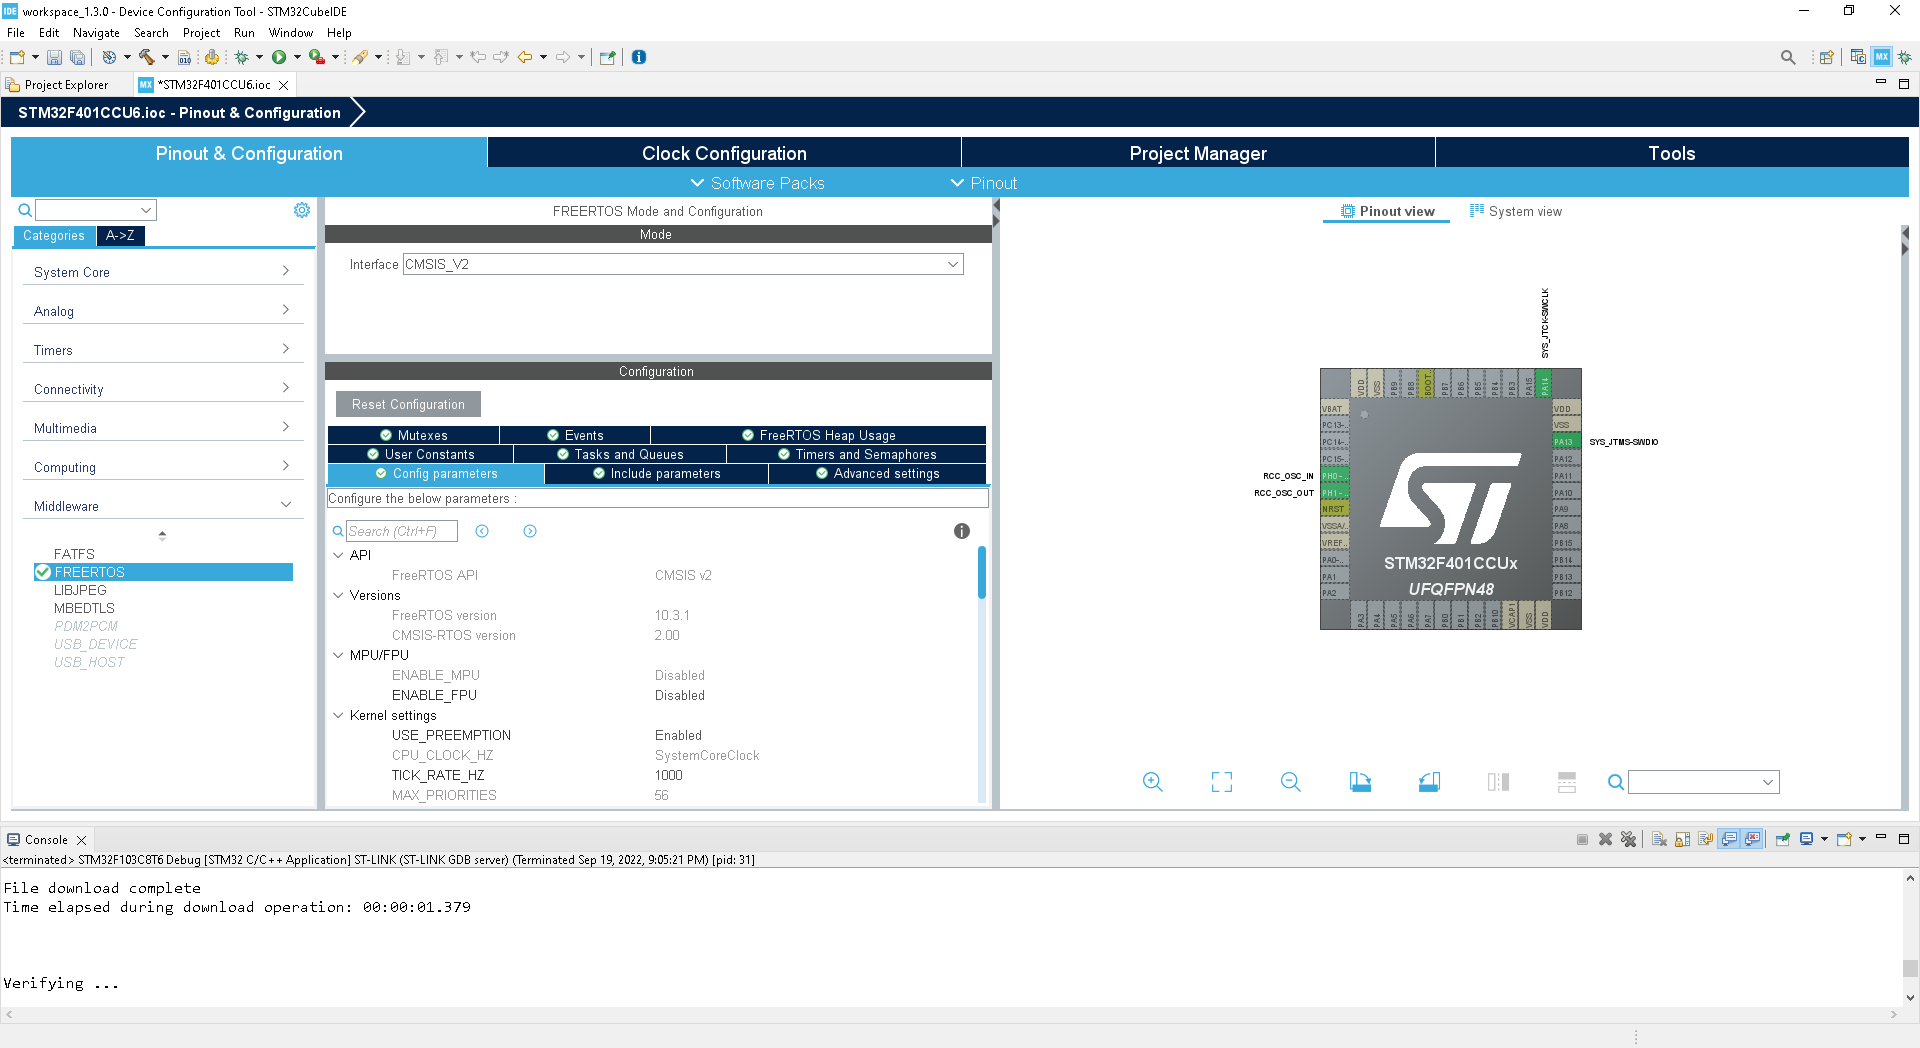 workspace_1.3.0 - Device Configuration Tool - STM32CubeIDE
File Edit Navigate Search Project Run Window Help
Project Explorer
*STM32F401CCU6.ioc
STM32F401CCU6.ioc - Pinout & Configuration
Pinout & Configuration
Clock Configuration
Project Manager
Tools
Software Packs
Pinout
Categories
A->Z
System Core
Analog
Timers
Connectivity
Multimedia
Computing
Middleware
FATFS
FREERTOS
LIBJPEG
MBEDTLS
PDM2PCM
USB_DEVICE
USB_HOST
FREERTOS Mode and Configuration
Mode
Interface CMSIS_V2
Configuration
Reset Configuration
Mutexes
Events
FreeRTOS Heap Usage
User Constants
Tasks and Queues
Timers and Semaphores
Config parameters
Include parameters
Advanced settings
Configure the below parameters :
Search (Ctrl+F)
API
FreeRTOS API CMSIS v2
Versions
FreeRTOS version 10.3.1
CMSIS-RTOS version 2.00
MPU/FPU
ENABLE_MPU Disabled
ENABLE_FPU Disabled
Kernel settings
USE_PREEMPTION Enabled
CPU_CLOCK_HZ SystemCoreClock
TICK_RATE_HZ 1000
MAX_PRIORITIES 56
Pinout view
System view
SYS_JTCK-SWCLK
VDD
VSS
PB9
PB8
BOOT..
PB7
PB6
PB5
PB4
PB3
PA15
PA14
VBAT
PC13-..
PC14-..
PC15-..
RCC_OSC_IN PH0-..
RCC_OSC_OUT PH1-..
NRST
VSSA/..
VREF..
PA0-..
PA1
PA2
VDD
VSS
PA13 SYS_JTMS-SWDIO
PA12
PA11
PA10
PA9
PA8
PB15
PB14
PB13
PB12
PA3
PA4
PA5
PA6
PA7
PB0
PB1
PB2
PB10
VCAP1
VSS
VDD
STM32F401CCUx
UFQFPN48
Console
<terminated> STM32F103C8T6 Debug [STM32 C/C++ Application] ST-LINK (ST-LINK GDB server) (Terminated Sep 19, 2022, 9:05:21 PM) [pid: 31]
File download complete
Time elapsed during download operation: 00:00:01.379
Verifying ...